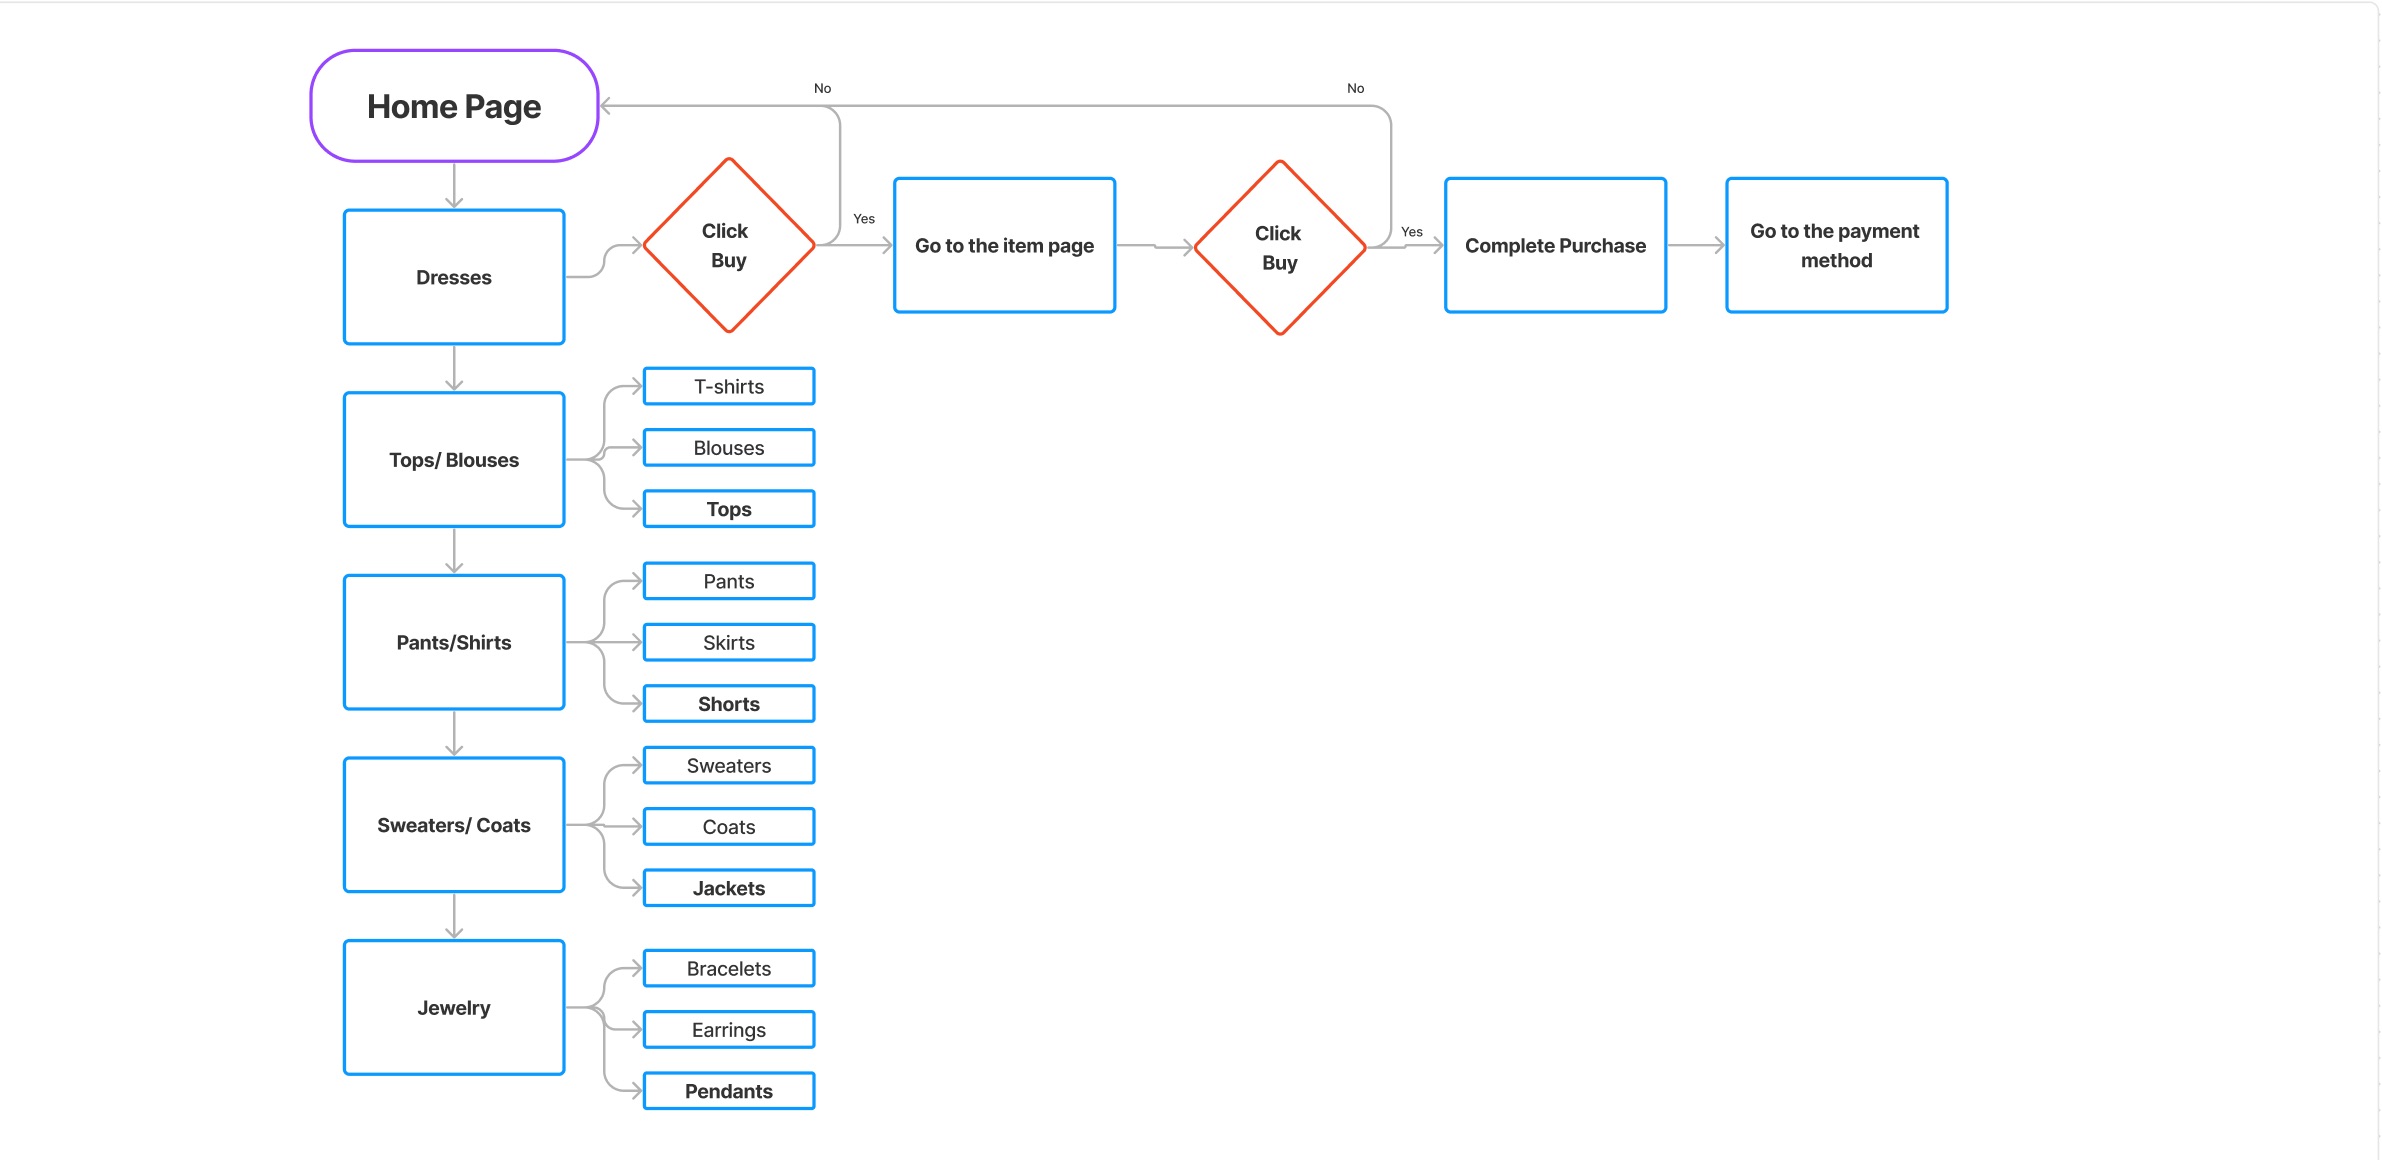 Home Page
No
No
Dresses
Click
Buy
Yes
Go to the item page
Click
Buy
Yes
Complete Purchase
Go to the payment
method
Tops/ Blouses
T-shirts
Blouses
Tops
Pants/Shirts
Pants
Skirts
Shorts
Sweaters/ Coats
Sweaters
Coats
Jackets
Jewelry
Bracelets
Earrings
Pendants